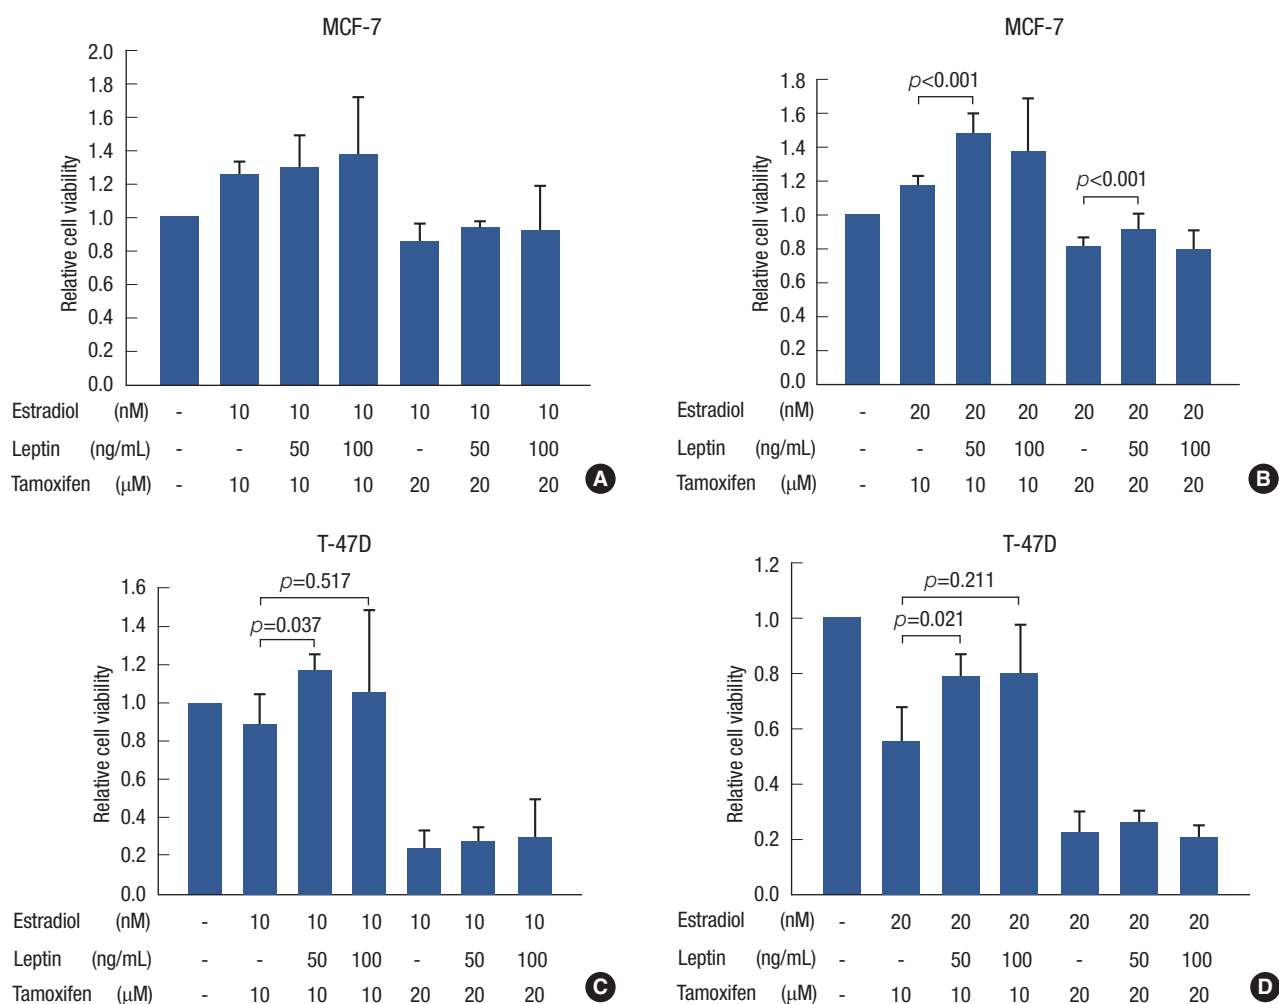 MCF-7
2.0
1.8
1.6
1.4
1.2
1.0
0.8
0.6
0.4
0.2
0.0
Relative cell viability
Estradiol (nM) - 10 10 10 10 10 10
Leptin (ng/mL) - - 50 100 - 50 100
Tamoxifen (μM) - 10 10 10 20 20 20
A
MCF-7
1.8
1.6
1.4
1.2
1.0
0.8
0.6
0.4
0.2
0.0
Relative cell viability
p<0.001
p<0.001
Estradiol (nM) - 20 20 20 20 20 20
Leptin (ng/mL) - - 50 100 - 50 100
Tamoxifen (μM) - 10 10 10 20 20 20
B
T-47D
1.6
1.4
1.2
1.0
0.8
0.6
0.4
0.2
0.0
Relative cell viability
p=0.517
p=0.037
Estradiol (nM) - 10 10 10 10 10 10
Leptin (ng/mL) - - 50 100 - 50 100
Tamoxifen (μM) - 10 10 10 20 20 20
C
T-47D
1.2
1.0
0.8
0.6
0.4
0.2
0.0
Relative cell viability
p=0.211
p=0.021
Estradiol (nM) - 20 20 20 20 20 20
Leptin (ng/mL) - - 50 100 - 50 100
Tamoxifen (μM) - 10 10 10 20 20 20
D